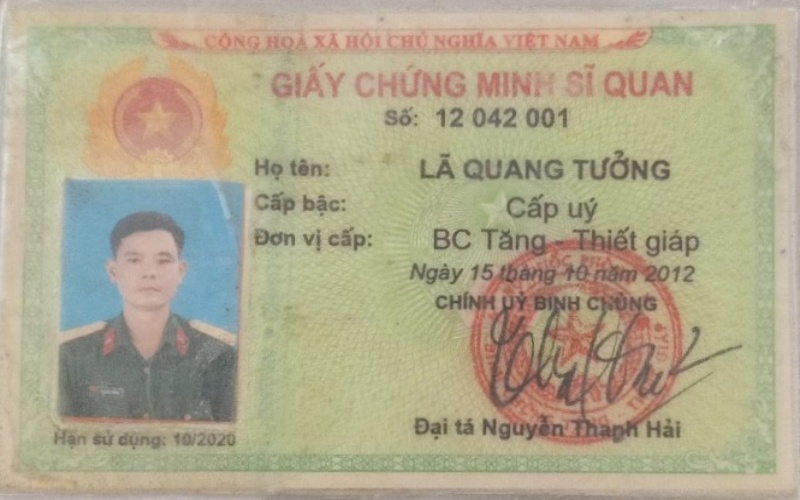 CỘNG HOÀ XÃ HỘI CHỦ NGHĨA VIỆT NAM
GIẤY CHỨNG MINH SĨ QUAN
Số: 12 042 001
Họ tên: LÃ QUANG TƯỞNG
Cấp bậc: Cấp uý
Đơn vị cấp: BC Tăng - Thiết giáp
Ngày 15 tháng 10 năm 2012
CHÍNH UỶ BINH CHỦNG
Đại tá Nguyễn Thanh Hải
Hạn sử dụng: 10/2020